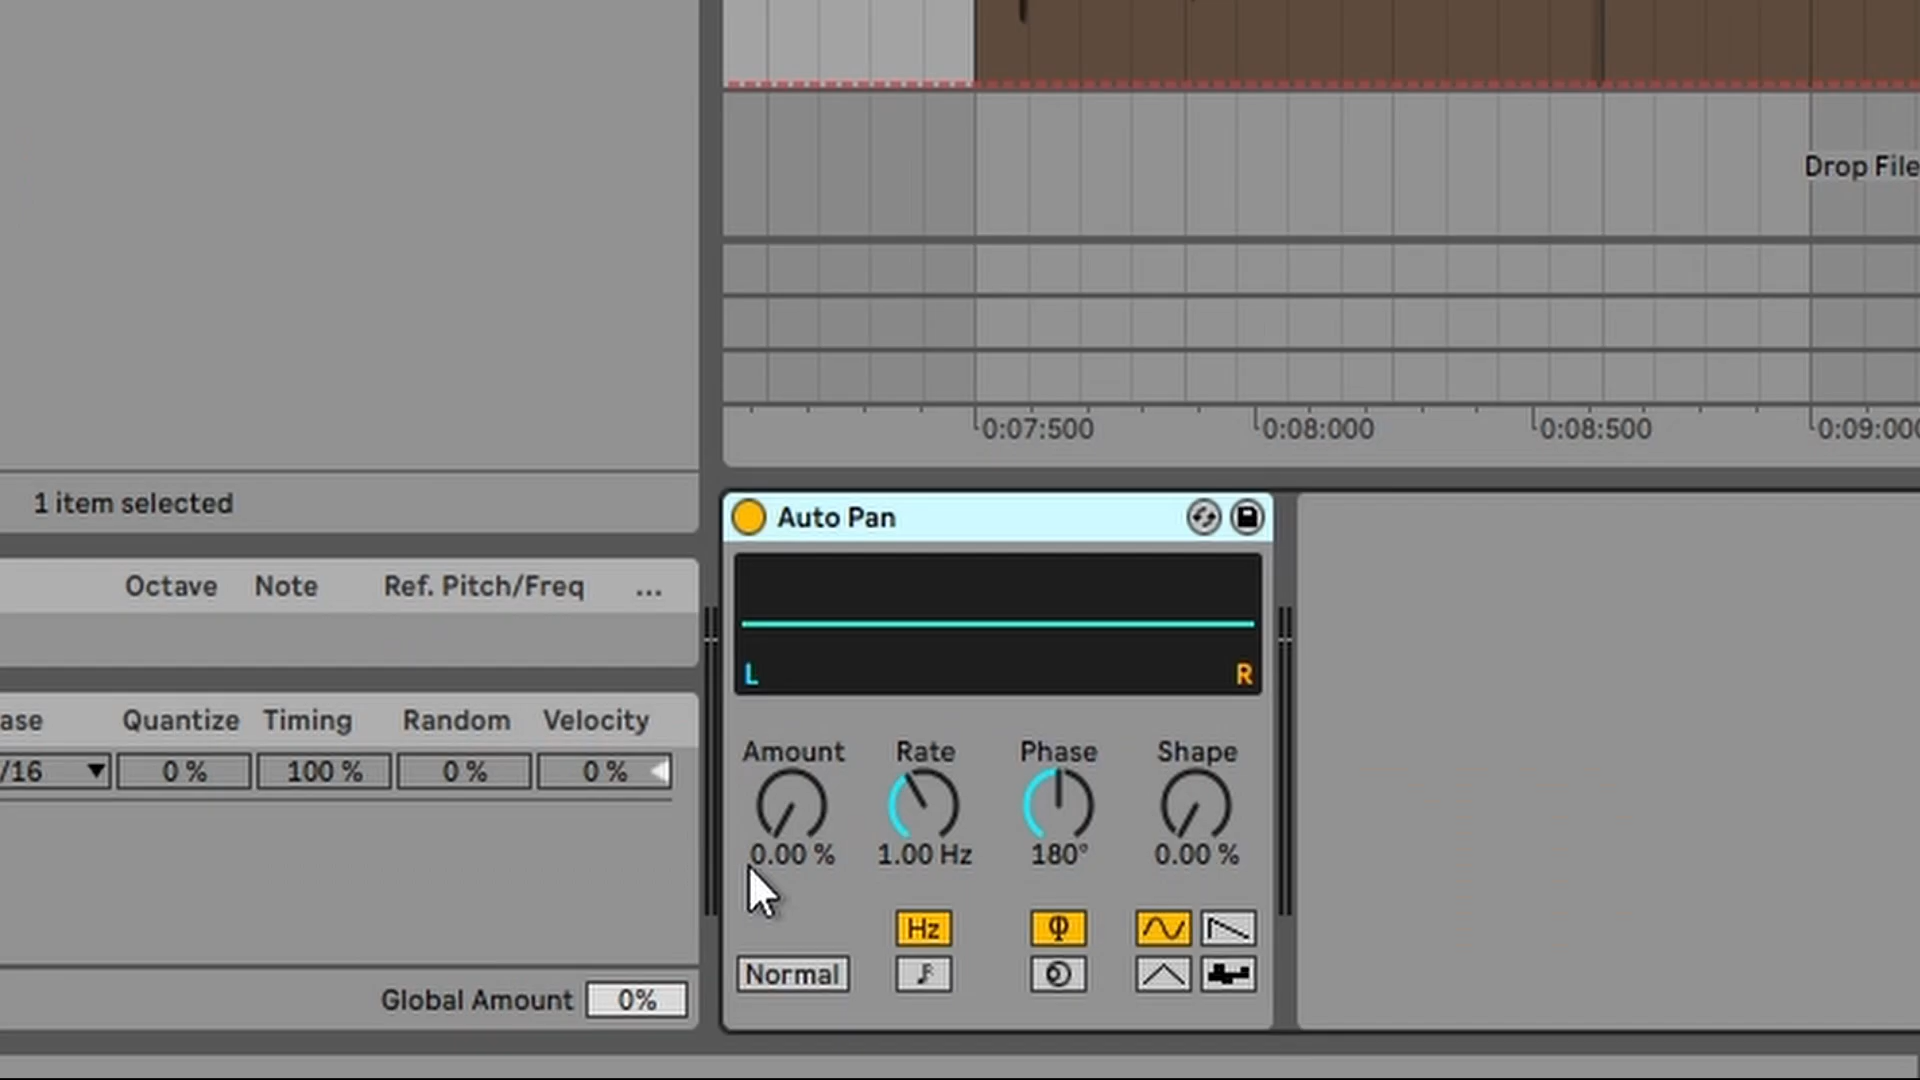 Drop File
0:07:500 0:08:000 0:08:500 0:09:000
1 item selected
Auto Pan
Octave Note Ref. Pitch/Freq ...
L R
ase Quantize Timing Random Velocity
/16 0 % 100 % 0 % 0 %
Amount Rate Phase Shape
0.00 % 1.00 Hz 180° 0.00 %
Hz Φ
Normal
Global Amount 0%